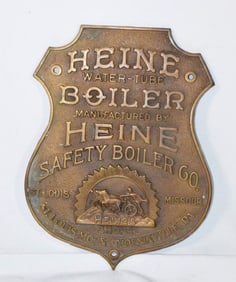 HEINE
WATER-TUBE
BOILER
MANUFACTURED BY
HEINE
SAFETY BOILER CO.
ST. LOUIS MISSOURI